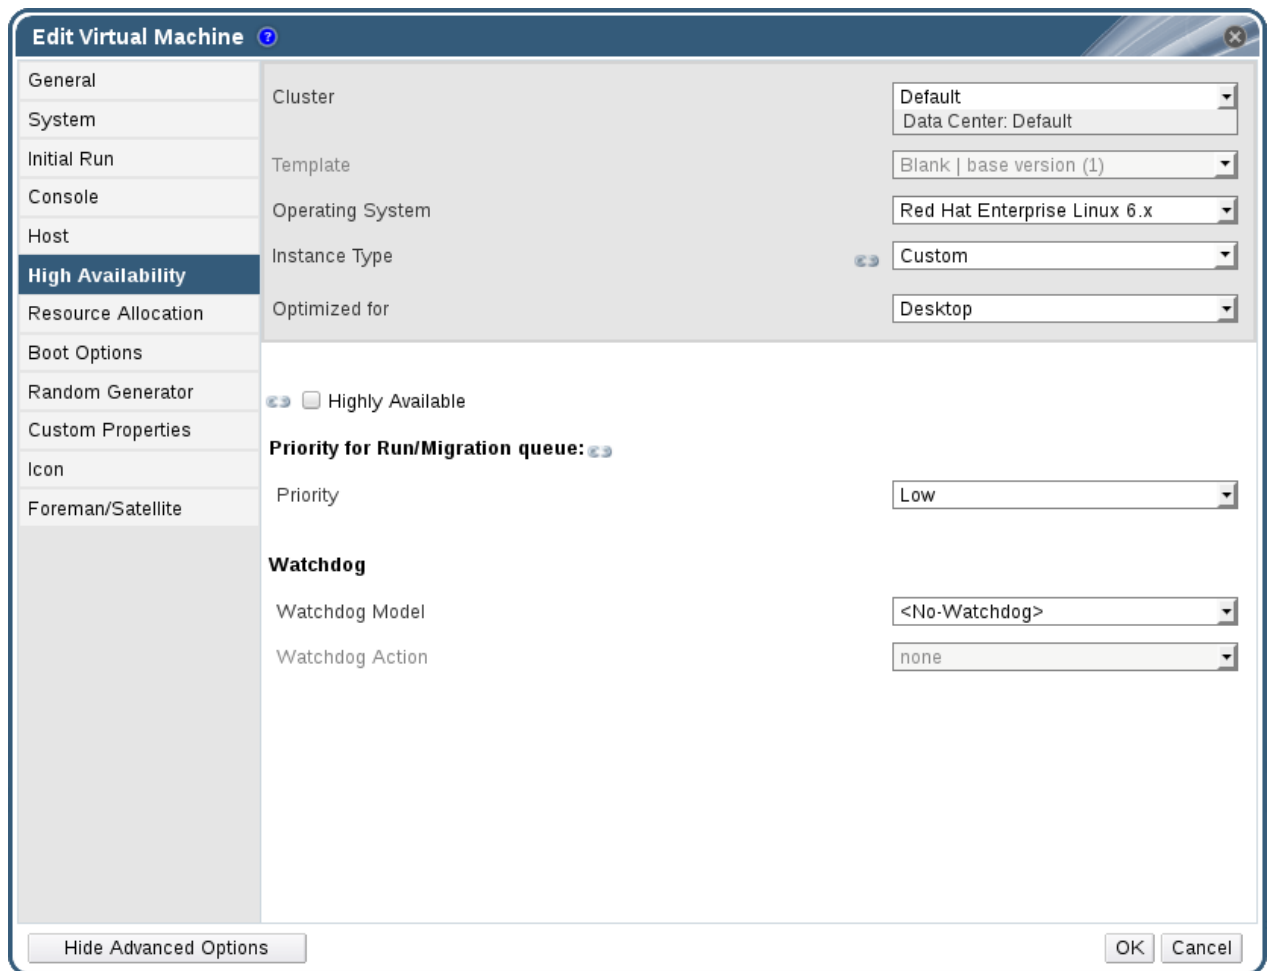 Edit Virtual Machine ?
General
System
Initial Run
Console
Host
High Availability
Resource Allocation
Boot Options
Random Generator
Custom Properties
Icon
Foreman/Satellite
Cluster Default
Data Center: Default
Template Blank | base version (1)
Operating System Red Hat Enterprise Linux 6.x
Instance Type Custom
Optimized for Desktop
Highly Available
Priority for Run/Migration queue:
Priority Low
Watchdog
Watchdog Model <No-Watchdog>
Watchdog Action none
Hide Advanced Options OK Cancel